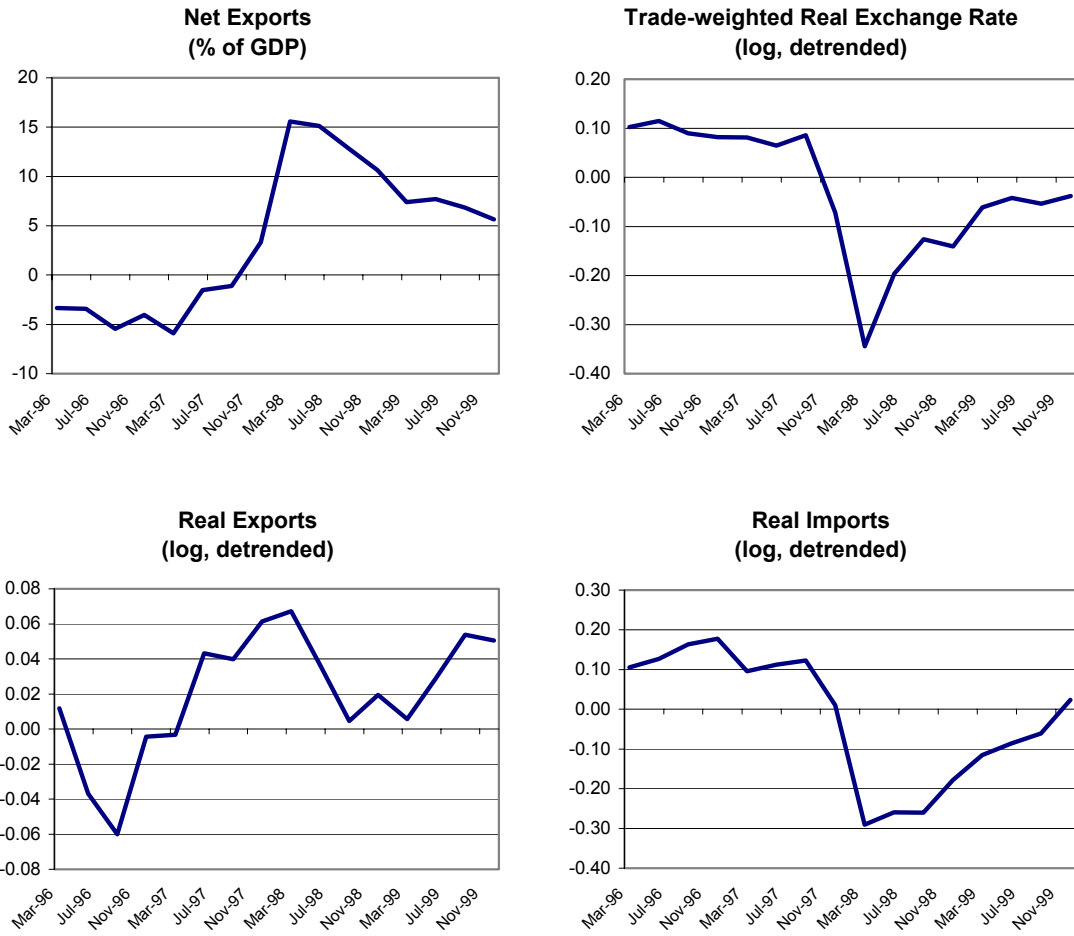 Net Exports
(% of GDP)
20
15
10
5
0
-5
-10
Mar-96 Jul-96 Nov-96 Mar-97 Jul-97 Nov-97 Mar-98 Jul-98 Nov-98 Mar-99 Jul-99 Nov-99
Trade-weighted Real Exchange Rate
(log, detrended)
0.20
0.10
0.00
-0.10
-0.20
-0.30
-0.40
Mar-96 Jul-96 Nov-96 Mar-97 Jul-97 Nov-97 Mar-98 Jul-98 Nov-98 Mar-99 Jul-99 Nov-99
Real Exports
(log, detrended)
0.08
0.06
0.04
0.02
0.00
-0.02
-0.04
-0.06
-0.08
Mar-96 Jul-96 Nov-96 Mar-97 Jul-97 Nov-97 Mar-98 Jul-98 Nov-98 Mar-99 Jul-99 Nov-99
Real Imports
(log, detrended)
0.30
0.20
0.10
0.00
-0.10
-0.20
-0.30
-0.40
Mar-96 Jul-96 Nov-96 Mar-97 Jul-97 Nov-97 Mar-98 Jul-98 Nov-98 Mar-99 Jul-99 Nov-99